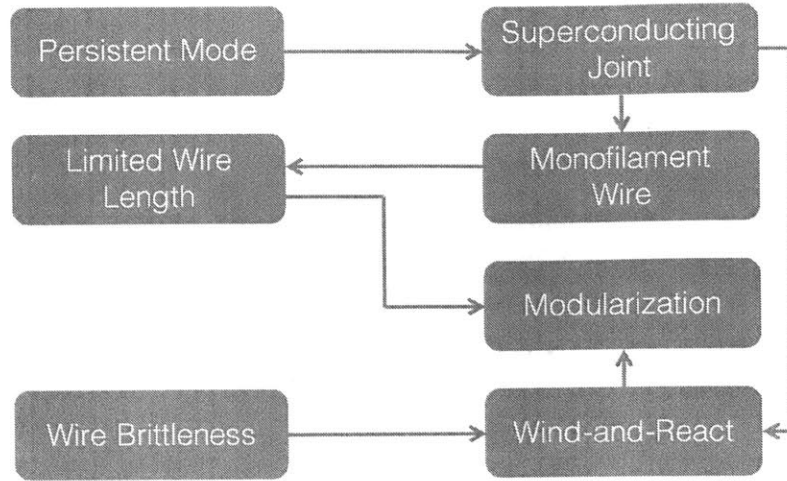 Persistent Mode
Superconducting
Joint
Limited Wire
Length
Monofilament
Wire
Modularization
Wire Brittleness
Wind-and-React